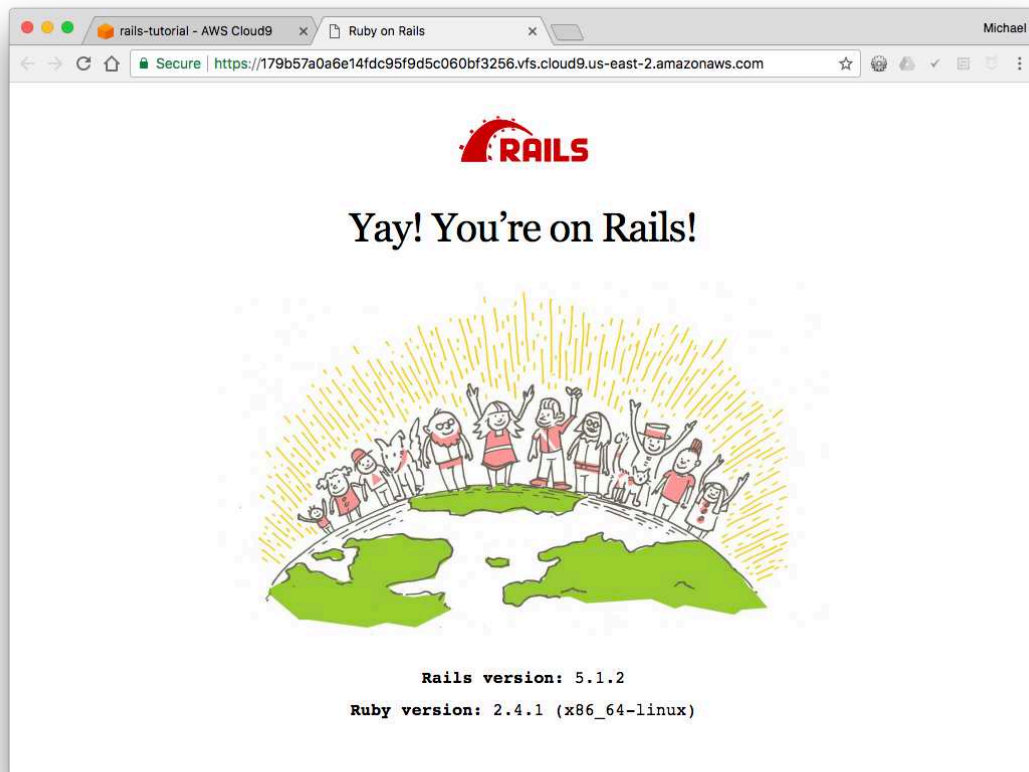 rails-tutorial - AWS Cloud9
Ruby on Rails
Michael
Secure https://179b57a0a6e14fdc95f9d5c060bf3256.vfs.cloud9.us-east-2.amazonaws.com
RAILS
Yay! You’re on Rails!
Rails version: 5.1.2
Ruby version: 2.4.1 (x86_64-linux)